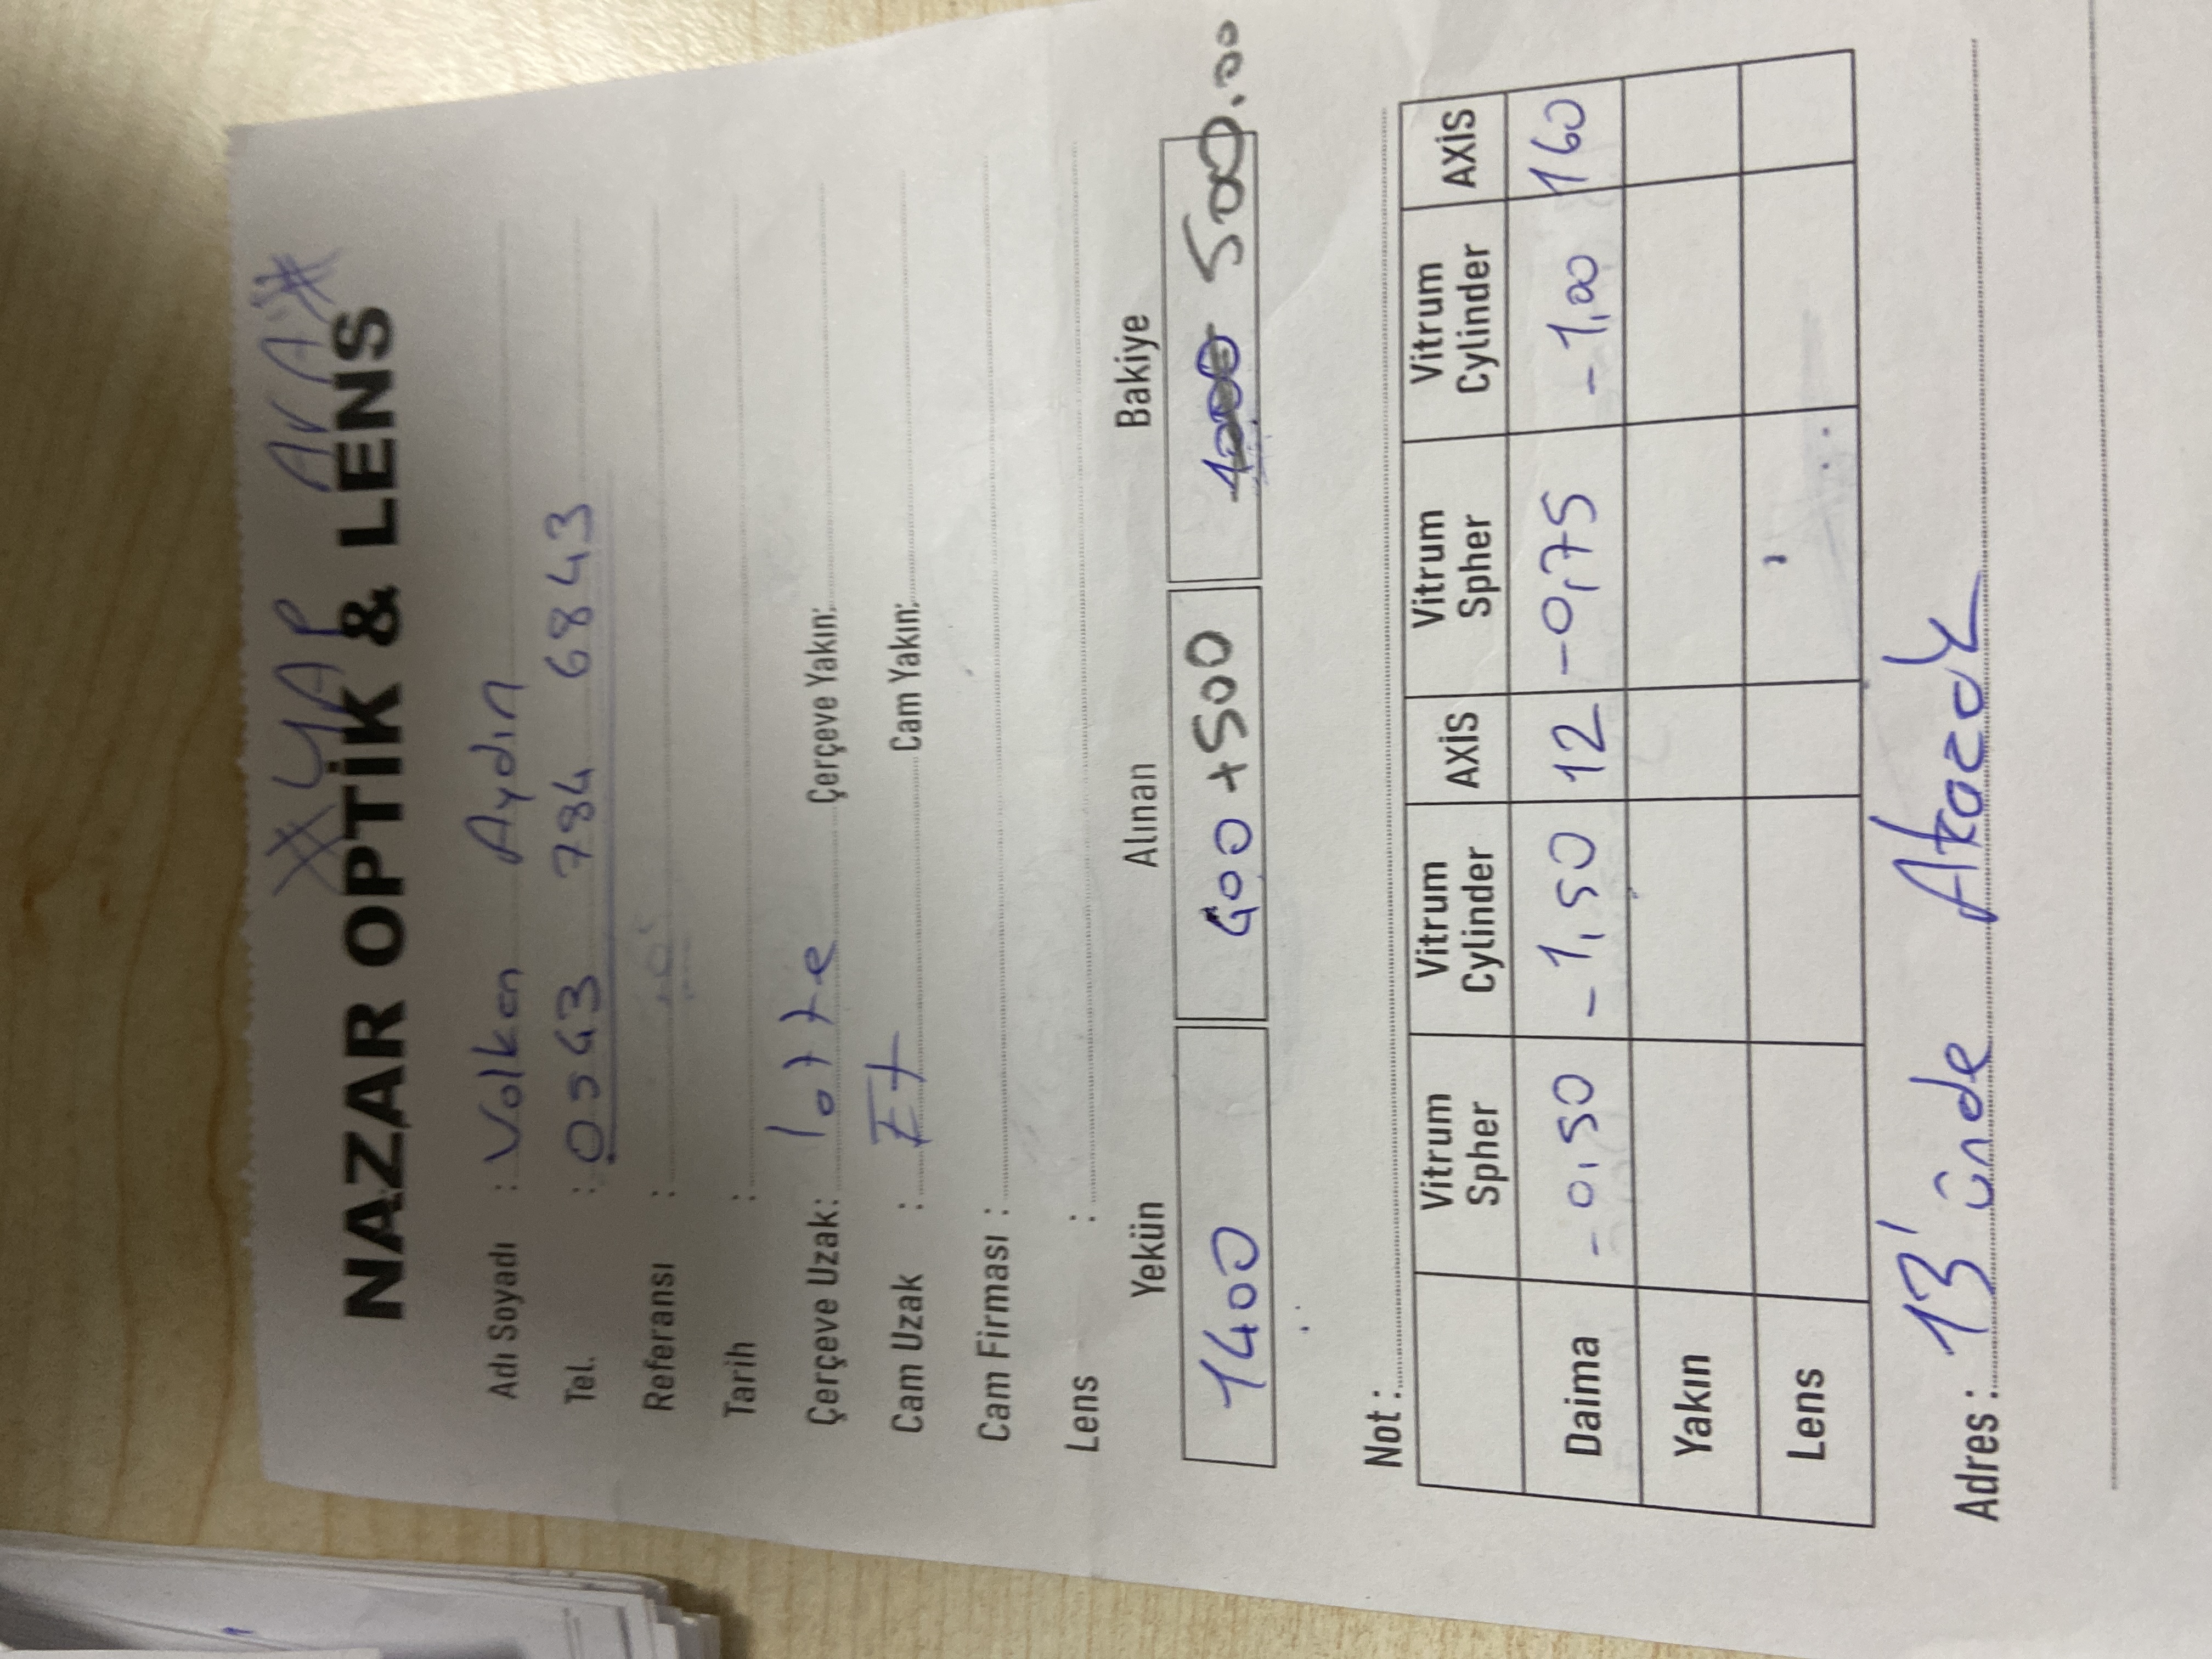 #YAP ARA#
NAZAR OPTİK & LENS
Adı Soyadı : Volkan Aydın
Tel. : 0543 784 6843
Referansı :
Tarih :
Çerçeve Uzak: lotte Çerçeve Yakın:
Cam Uzak : Cam Yakın:
Cam Firması :
Lens :
Yekün Alınan Bakiye
1400 400 +500 1000 500.00
Not :
Vitrum Spher Vitrum Cylinder AXİS Vitrum Spher Vitrum Cylinder AXİS
Daima -0,50 -1,50 12 -0,75 -1,00 160
Yakın
Lens
Adres : 13'ünde Atacak